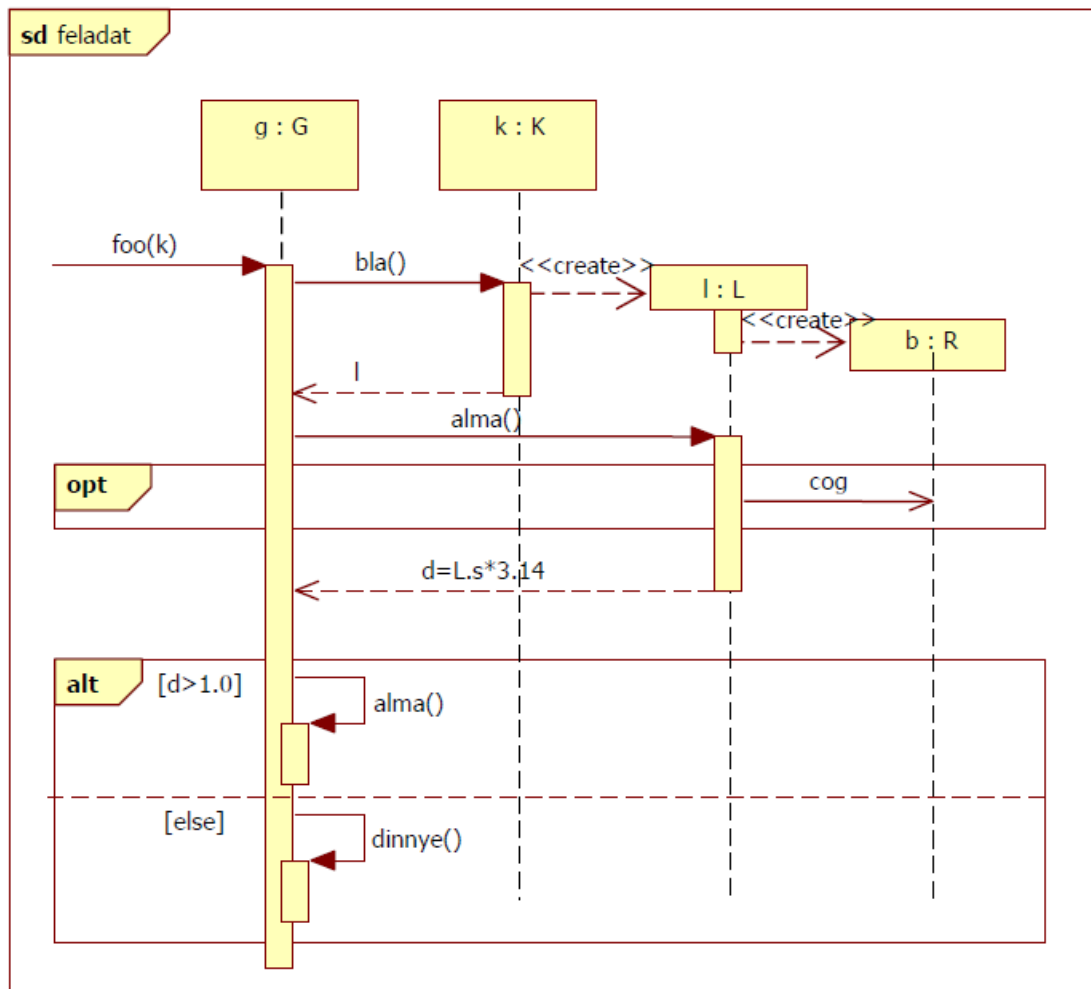 sd feladat
g : G
k : K
foo(k)
bla()
<<create>>
l : L
<<create>>
b : R
l
alma()
opt
cog
d=L.s*3.14
alt
[d>1.0]
alma()
[else]
dinnye()